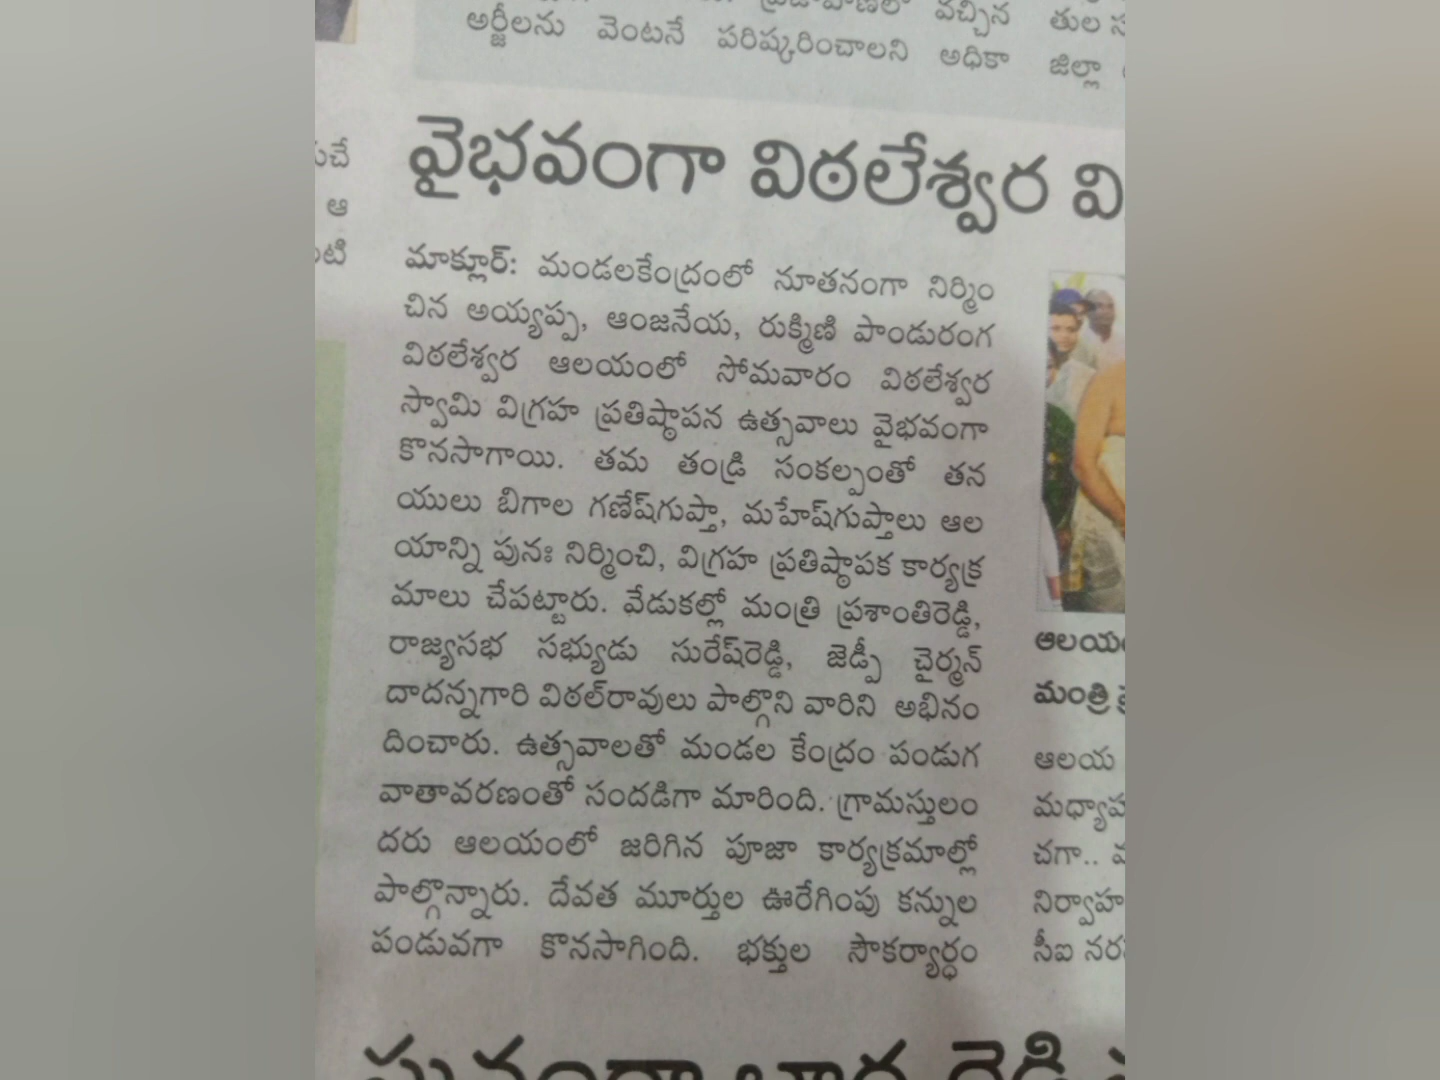 అర్జీలను వెంటనే పరిష్కరించాలని అధికా
జిల్లా
వైభవంగా విఠలేశ్వర వి
మాక్లూర్: మండలకేంద్రంలో నూతనంగా నిర్మిం
చిన అయ్యప్ప, ఆంజనేయ, రుక్మిణి పాండురంగ
విఠలేశ్వర ఆలయంలో సోమవారం విఠలేశ్వర
స్వామి విగ్రహ ప్రతిష్ఠాపన ఉత్సవాలు వైభవంగా
కొనసాగాయి. తమ తండ్రి సంకల్పంతో తన
యులు బిగాల గణేష్‌గుప్తా, మహేష్‌గుప్తాలు ఆల
యాన్ని పునః నిర్మించి, విగ్రహ ప్రతిష్ఠాపక కార్యక్ర
మాలు చేపట్టారు. వేడుకల్లో మంత్రి ప్రశాంతిరెడ్డి,
రాజ్యసభ సభ్యుడు సురేష్‌రెడ్డి, జెడ్పీ చైర్మన్
దాదన్నగారి విఠల్‌రావులు పాల్గొని వారిని అభినం
దించారు. ఉత్సవాలతో మండల కేంద్రం పండుగ
వాతావరణంతో సందడిగా మారింది. గ్రామస్తులం
దరు ఆలయంలో జరిగిన పూజా కార్యక్రమాల్లో
పాల్గొన్నారు. దేవత మూర్తుల ఊరేగింపు కన్నుల
పండువగా కొనసాగింది. భక్తుల సౌకర్యార్ధం
మంత్రి
ఆలయ
చగా..
సీఐ